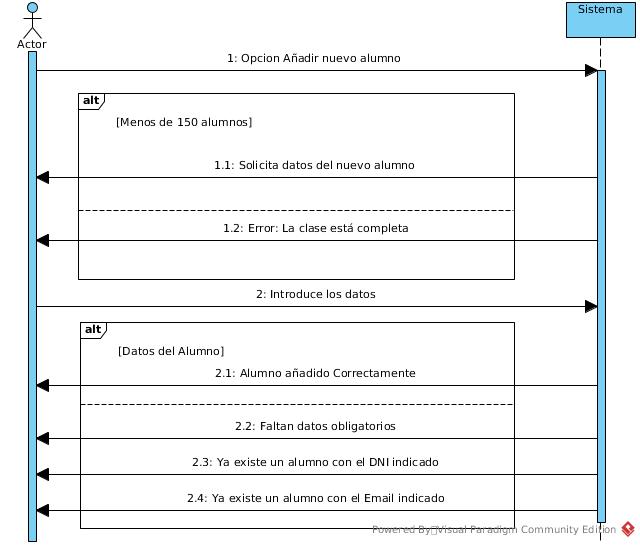 Sistema
Actor
1: Opcion Añadir nuevo alumno
alt
[Menos de 150 alumnos]
1.1: Solicita datos del nuevo alumno
1.2: Error: La clase está completa
2: Introduce los datos
alt
[Datos del Alumno]
2.1: Alumno añadido Correctamente
2.2: Faltan datos obligatorios
2.3: Ya existe un alumno con el DNI indicado
2.4: Ya existe un alumno con el Email indicado
Powered By Visual Paradigm Community Edition